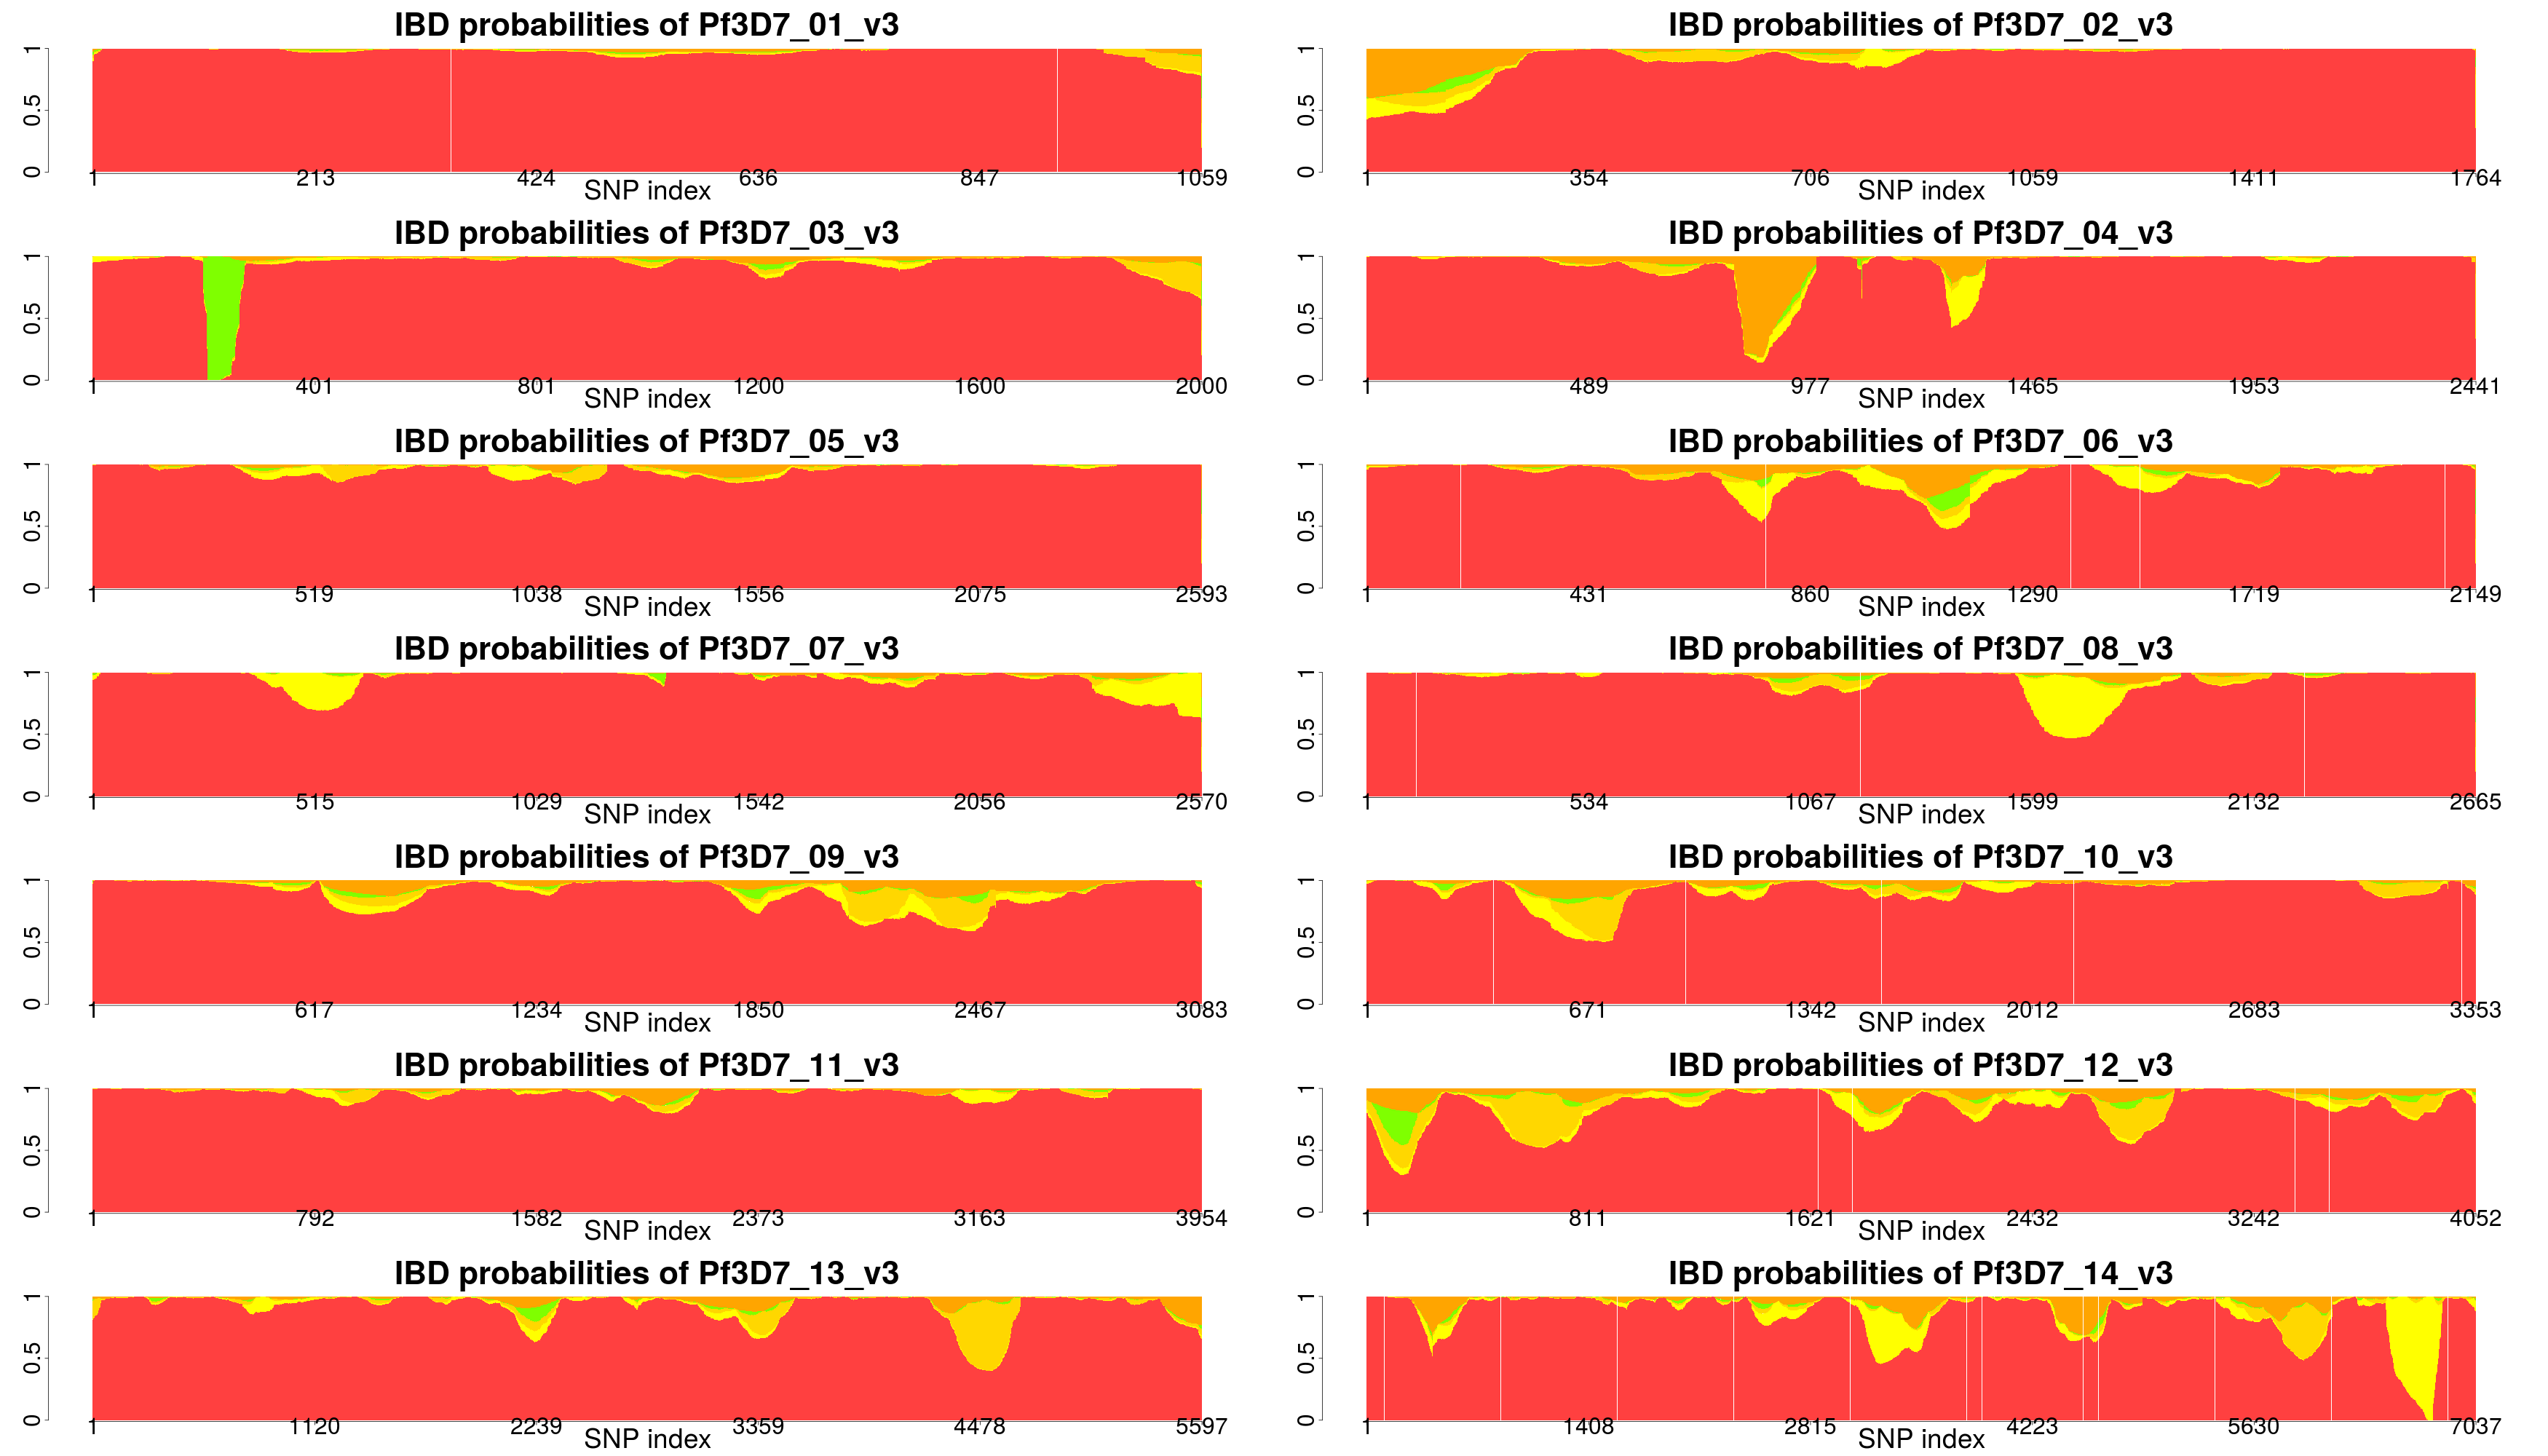 IBD probabilities of Pf3D7_01_v3
0 0.5 1
1 213 424 636 847 1059
SNP index
IBD probabilities of Pf3D7_02_v3
0 0.5 1
1 354 706 1059 1411 1764
SNP index
IBD probabilities of Pf3D7_03_v3
0 0.5 1
1 401 801 1200 1600 2000
SNP index
IBD probabilities of Pf3D7_04_v3
0 0.5 1
1 489 977 1465 1953 2441
SNP index
IBD probabilities of Pf3D7_05_v3
0 0.5 1
1 519 1038 1556 2075 2593
SNP index
IBD probabilities of Pf3D7_06_v3
0 0.5 1
1 431 860 1290 1719 2149
SNP index
IBD probabilities of Pf3D7_07_v3
0 0.5 1
1 515 1029 1542 2056 2570
SNP index
IBD probabilities of Pf3D7_08_v3
0 0.5 1
1 534 1067 1599 2132 2665
SNP index
IBD probabilities of Pf3D7_09_v3
0 0.5 1
1 617 1234 1850 2467 3083
SNP index
IBD probabilities of Pf3D7_10_v3
0 0.5 1
1 671 1342 2012 2683 3353
SNP index
IBD probabilities of Pf3D7_11_v3
0 0.5 1
1 792 1582 2373 3163 3954
SNP index
IBD probabilities of Pf3D7_12_v3
0 0.5 1
1 811 1621 2432 3242 4052
SNP index
IBD probabilities of Pf3D7_13_v3
0 0.5 1
1 1120 2239 3359 4478 5597
SNP index
IBD probabilities of Pf3D7_14_v3
0 0.5 1
1 1408 2815 4223 5630 7037
SNP index